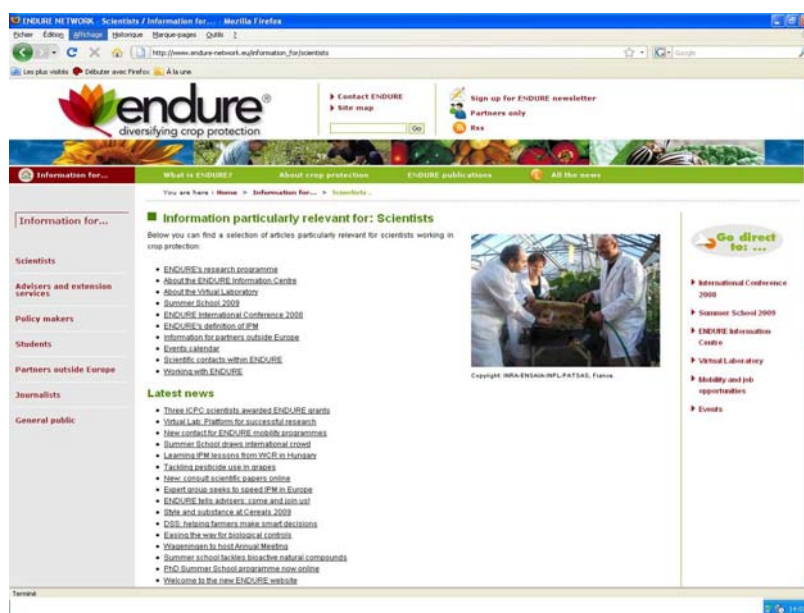 ENDURE NETWORK - Scientists / Information for... - Mozilla Firefox
Fichier Édition Affichage Historique Marque-pages Outils ?
http://www.endure-network.eu/information_for/scientists
Google
Les plus visités Débuter avec Firefox À la une
endure®
diversifying crop protection
Contact ENDURE
Site map
Go
Sign up for ENDURE newsletter
Partners only
Rss
Information for... What is ENDURE? About crop protection ENDURE publications All the news
You are here : Home > Information for... > Scientists
Information for...
Scientists
Advisers and extension services
Policy makers
Students
Partners outside Europe
Journalists
General public
Information particularly relevant for: Scientists
Below you can find a selection of articles particularly relevant for scientists working in
crop protection:
ENDURE's research programme
About the ENDURE Information Centre
About the Virtual Laboratory
Summer School 2009
ENDURE International Conference 2008
ENDURE's definition of IPM
Information for partners outside Europe
Events calendar
Scientific contacts within ENDURE
Working with ENDURE
Latest news
Three ICPC scientists awarded ENDURE grants
Virtual Lab: Platform for successful research
New contact for ENDURE mobility programmes
Summer School draws international crowd
Learning IPM lessons from WCR in Hungary
Tackling pesticide use in grapes
New: consult scientific papers online
Expert group seeks to speed IPM in Europe
ENDURE tells advisers: come and join us!
Style and substance at Cereals 2009
DSS: helping farmers make smart decisions
Easing the way for biological controls
Wageningen to host Annual Meeting
Summer school tackles bioactive natural compounds
PhD Summer School programme now online
Welcome to the new ENDURE website
Copyright: INRA-ENSAIA-INPL-PATSAS, France.
Go direct
to: ...
International Conference
2008
Summer School 2009
ENDURE Information
Centre
Virtual Laboratory
Mobility and job
opportunities
Events
Terminé